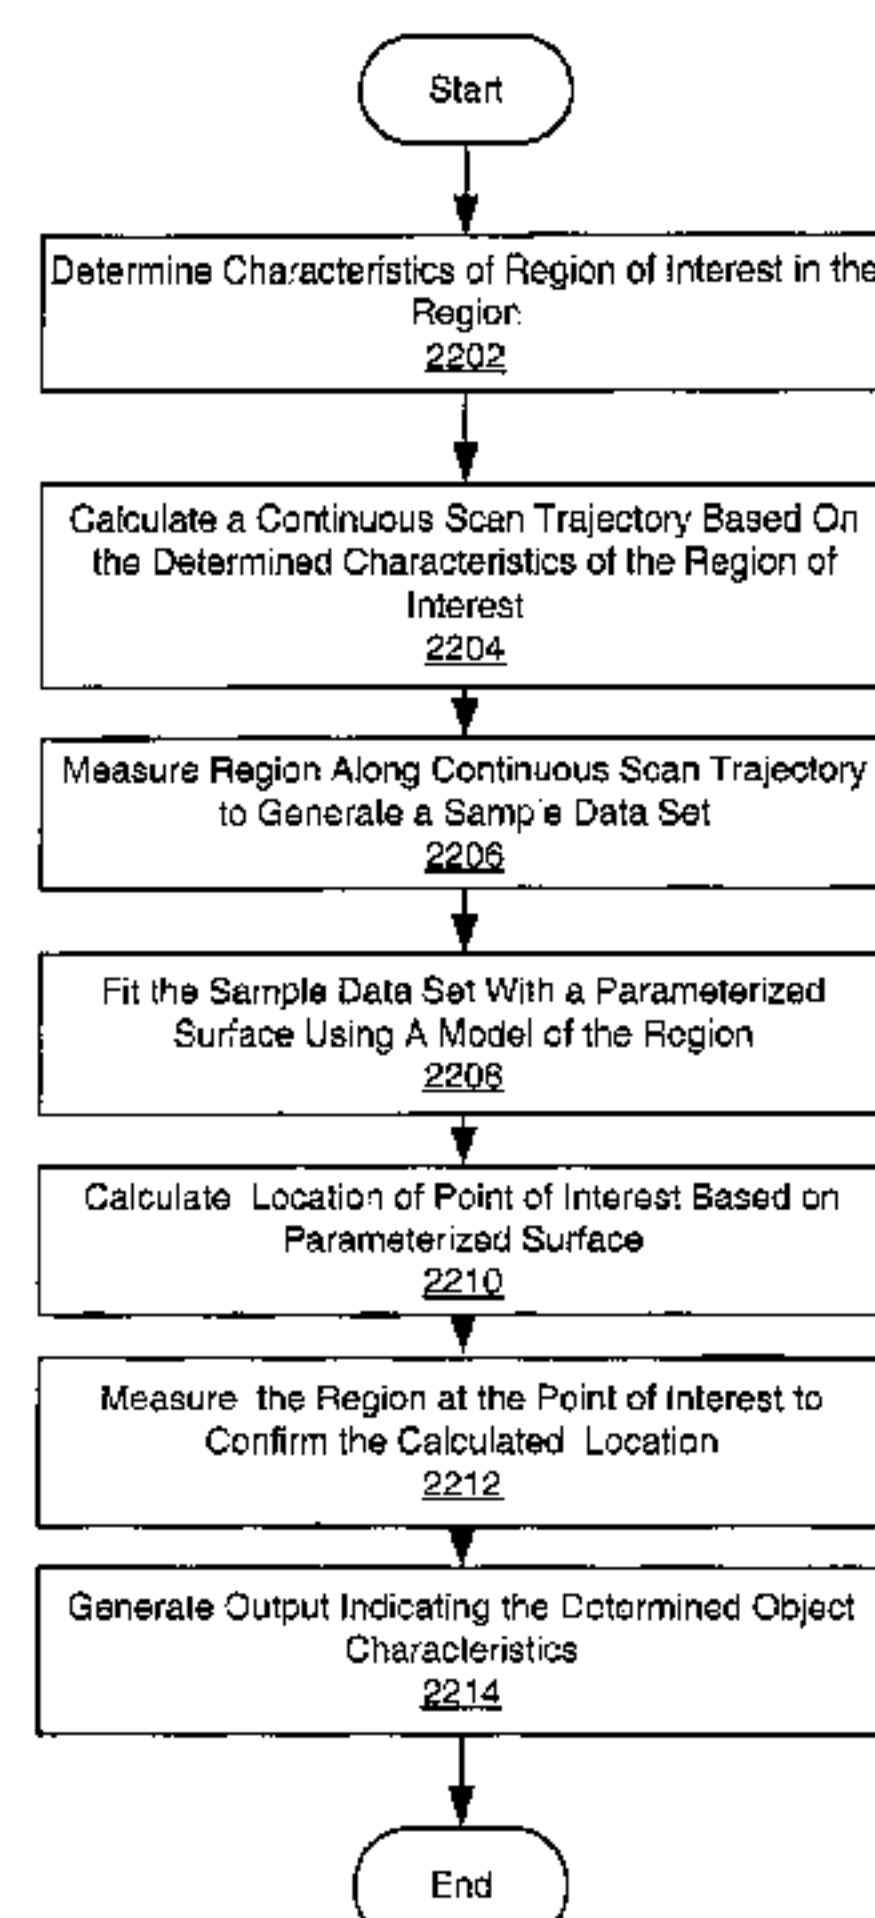 Start
Determine Characteristics of Region of Interest in the
Region
2202
Calculate a Continuous Scan Trajectory Based On
the Determined Characteristics of the Region of
Interest
2204
Measure Region Along Continuous Scan Trajectory
to Generate a Sample Data Set
2206
Fit the Sample Data Set With a Parameterized
Surface Using A Model of the Region
2208
Calculate Location of Point of Interest Based on
Parameterized Surface
2210
Measure the Region at the Point of Interest to
Confirm the Calculated Location
2212
Generate Output Indicating the Determined Object
Characteristics
2214
End